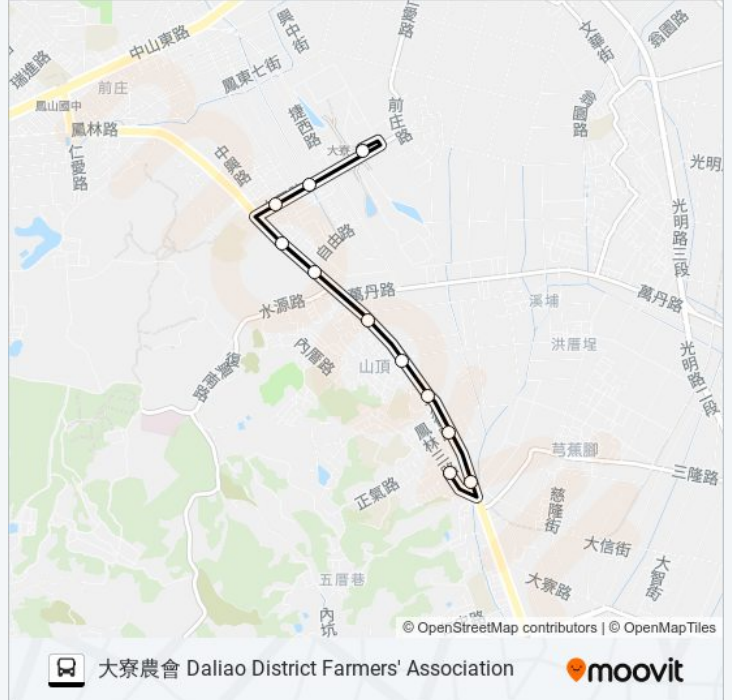 仁愛路
文華街
翁園路
興中街
中山東路
瑞進路
鳳東七街
前庄
鳳山國中
前庄路
捷西路
翁園路
鳳林路
大寮
中興路
仁愛路
光明
光明路三段
自由路
萬丹路
萬丹路
水源路
溪埔
洪厝埕
內厝路
山頂
光明路二段
鳳林三路
芎蕉腳
三隆路
正氣路
慈隆街
大信街
大智街
五厝巷
大寮路
內坑
© OpenStreetMap contributors | © OpenMapTiles
大寮農會 Daliao District Farmers' Association
moovit